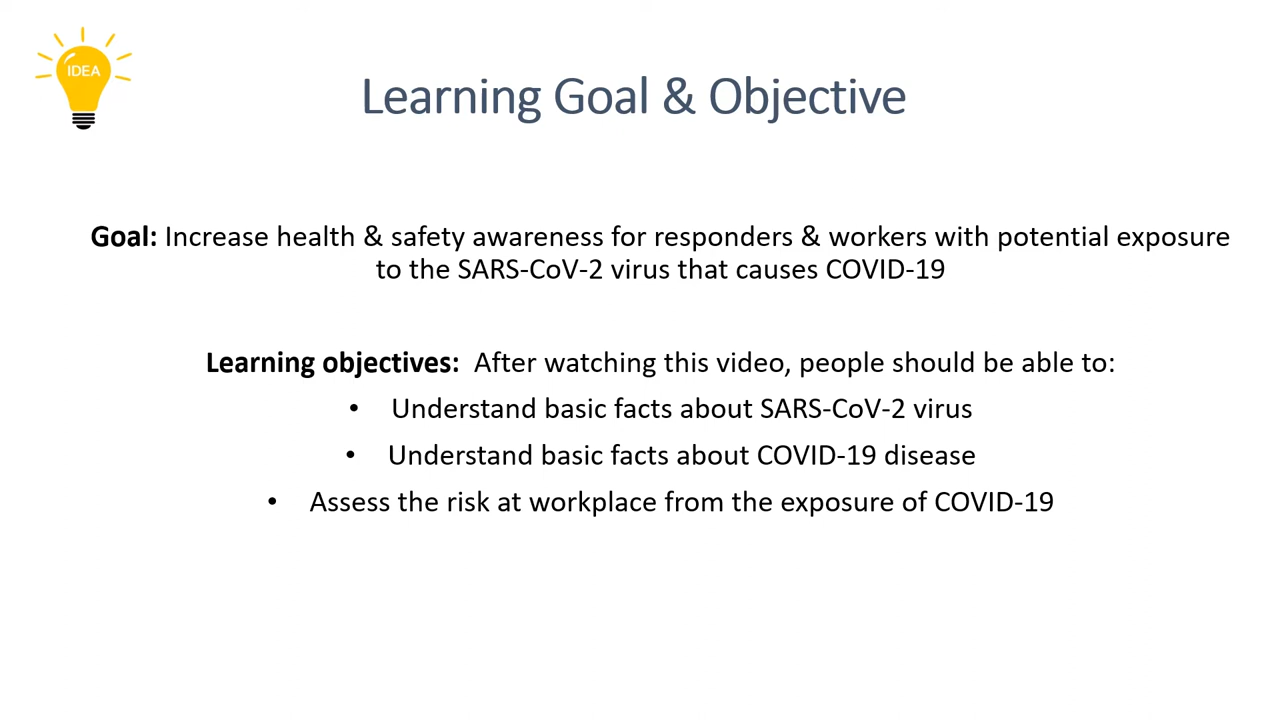 IDEA
Learning Goal & Objective
Goal: Increase health & safety awareness for responders & workers with potential exposure
to the SARS-CoV-2 virus that causes COVID-19
Learning objectives: After watching this video, people should be able to:
• Understand basic facts about SARS-CoV-2 virus
• Understand basic facts about COVID-19 disease
• Assess the risk at workplace from the exposure of COVID-19